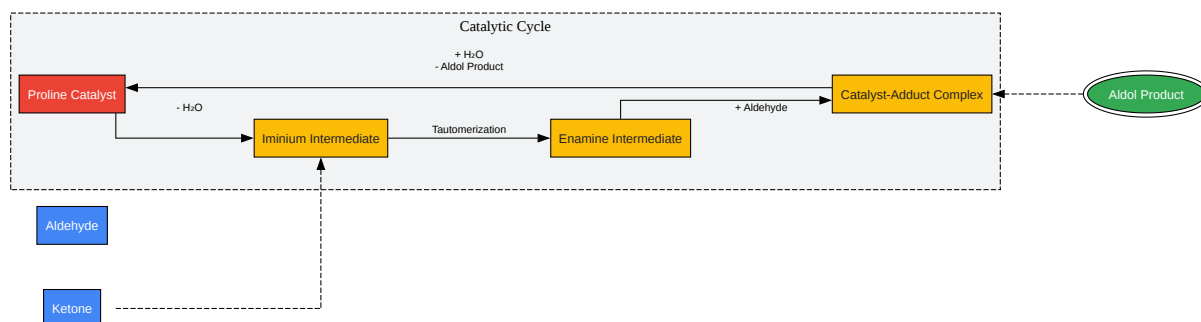 Catalytic Cycle
+ H₂O
- Aldol Product
Proline Catalyst
- H₂O
Catalyst-Adduct Complex
Aldol Product
+ Aldehyde
Iminium Intermediate
Tautomerization
Enamine Intermediate
Aldehyde
Ketone